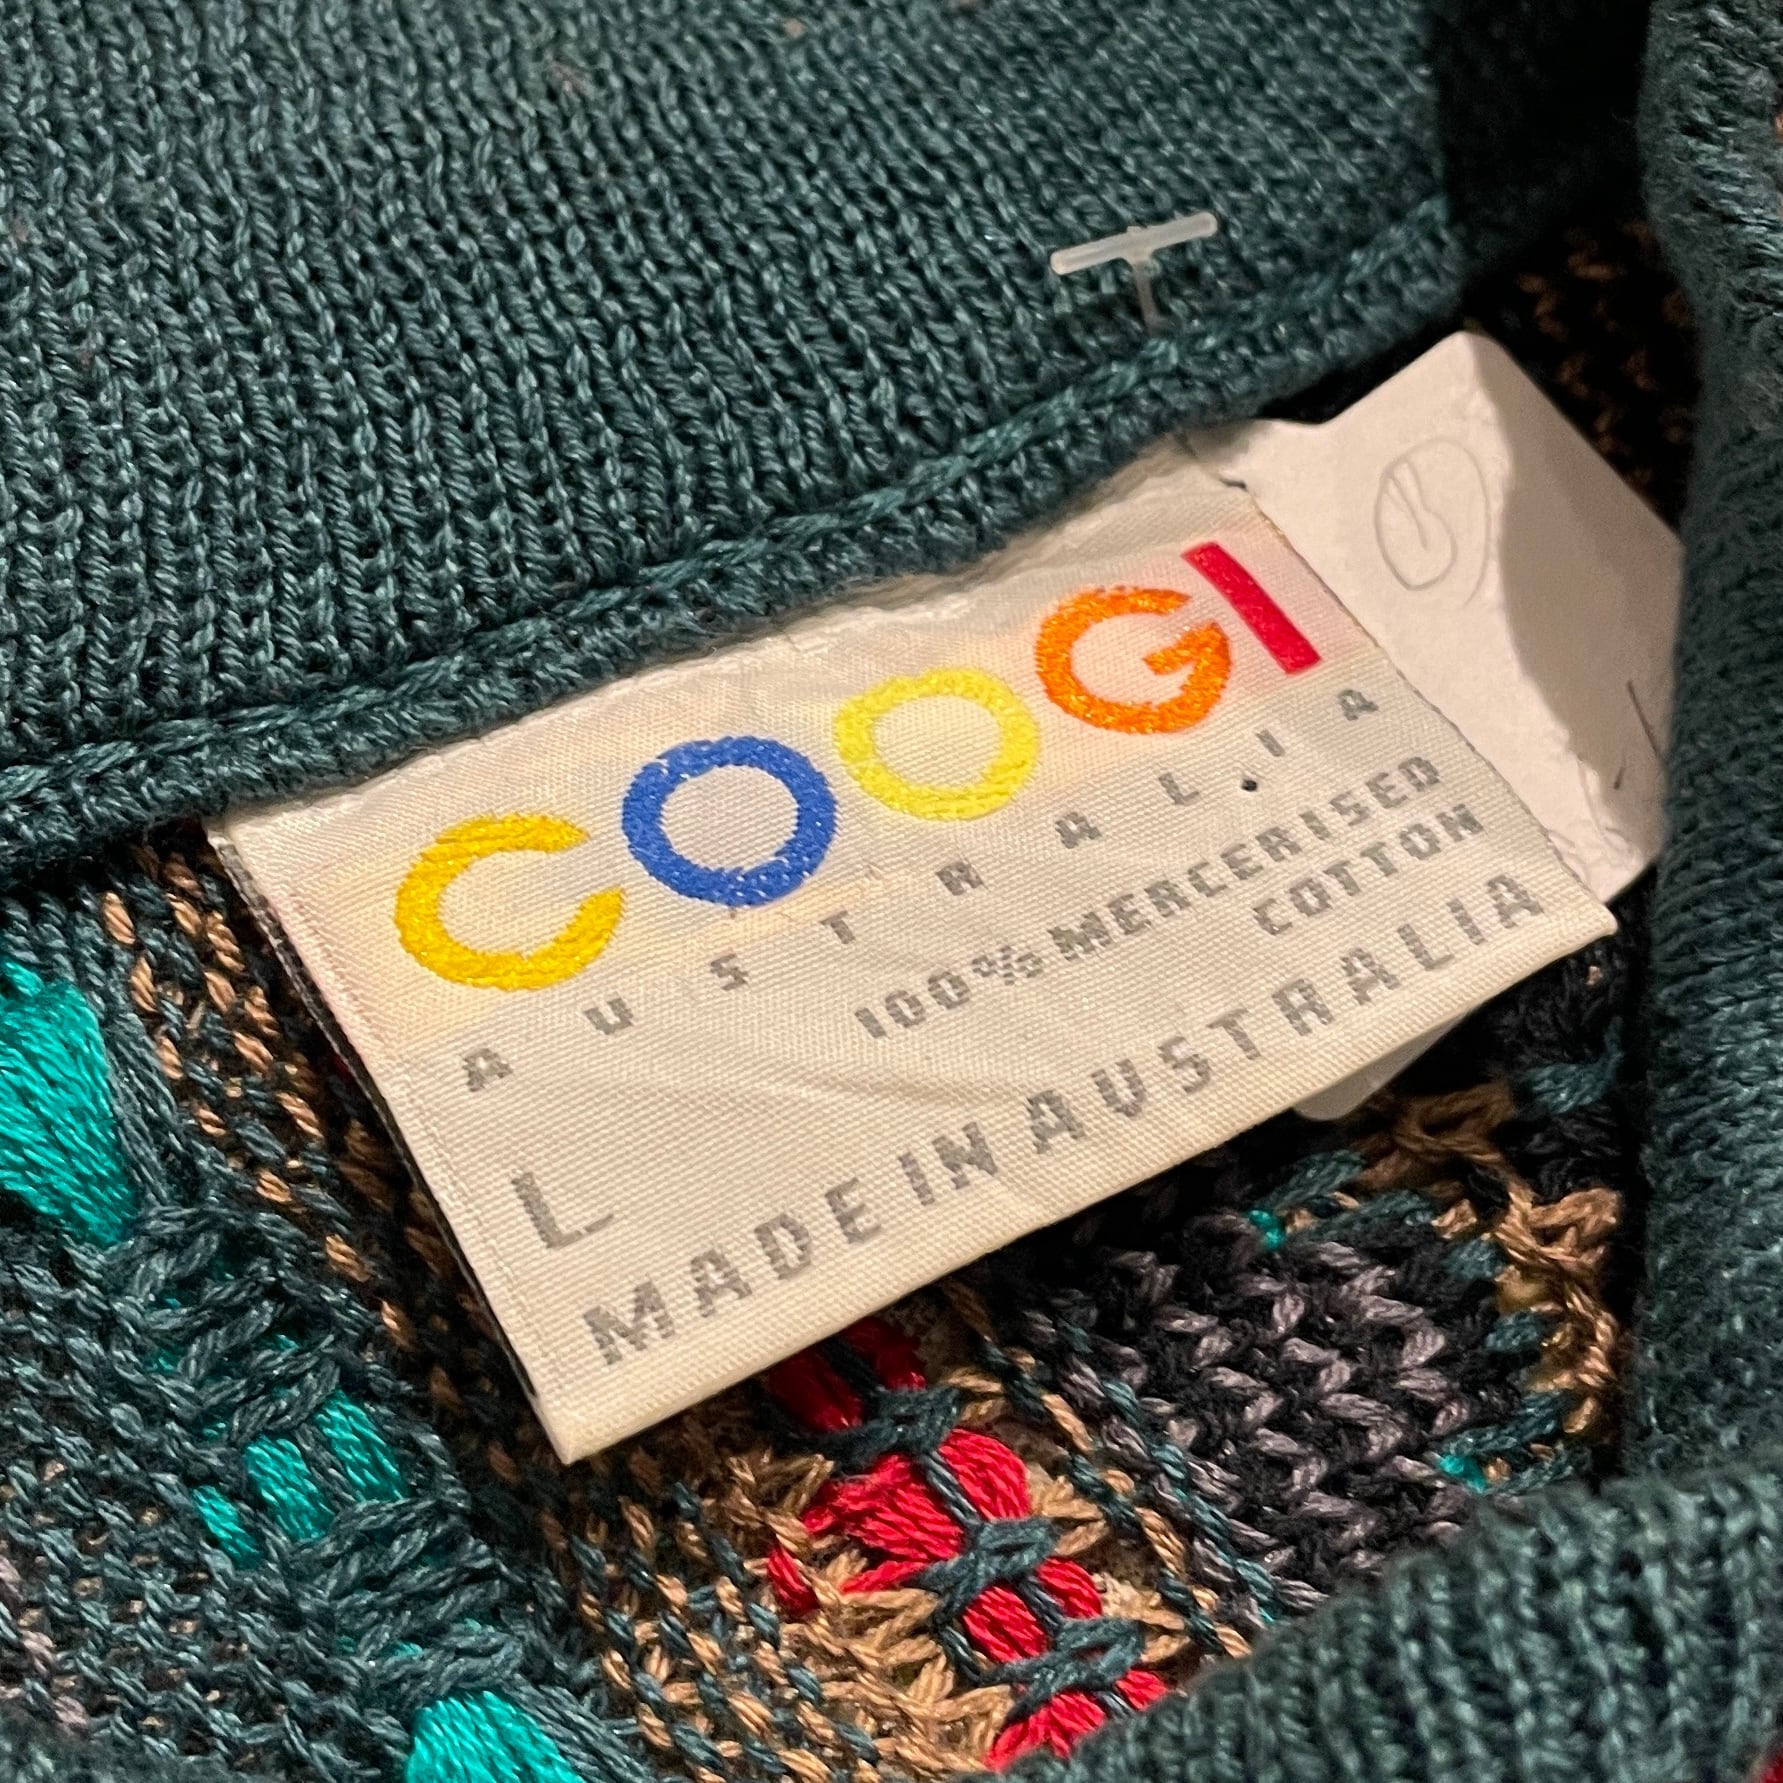 COOGI
AUSTRALIA
100% MERCERISED
COTTON
L
MADE IN AUSTRALIA